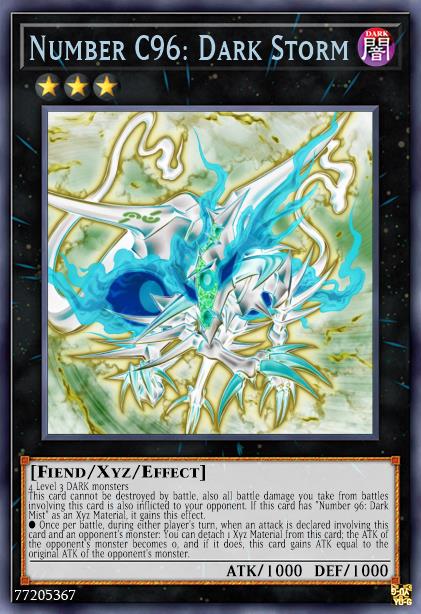 Number C96: Dark Storm
DARK
闇
[Fiend/Xyz/Effect]
4 Level 3 DARK monsters
This card cannot be destroyed by battle, also all battle damage you take from battles
involving this card is also inflicted to your opponent. If this card has "Number 96: Dark
Mist" as an Xyz Material, it gains this effect.
● Once per battle, during either player's turn, when an attack is declared involving this
card and an opponent's monster: You can detach 1 Xyz Material from this card; the ATK of
the opponent's monster becomes 0, and if it does, this card gains ATK equal to the
original ATK of the opponent's monster.
ATK/1000 DEF/1000
77205367